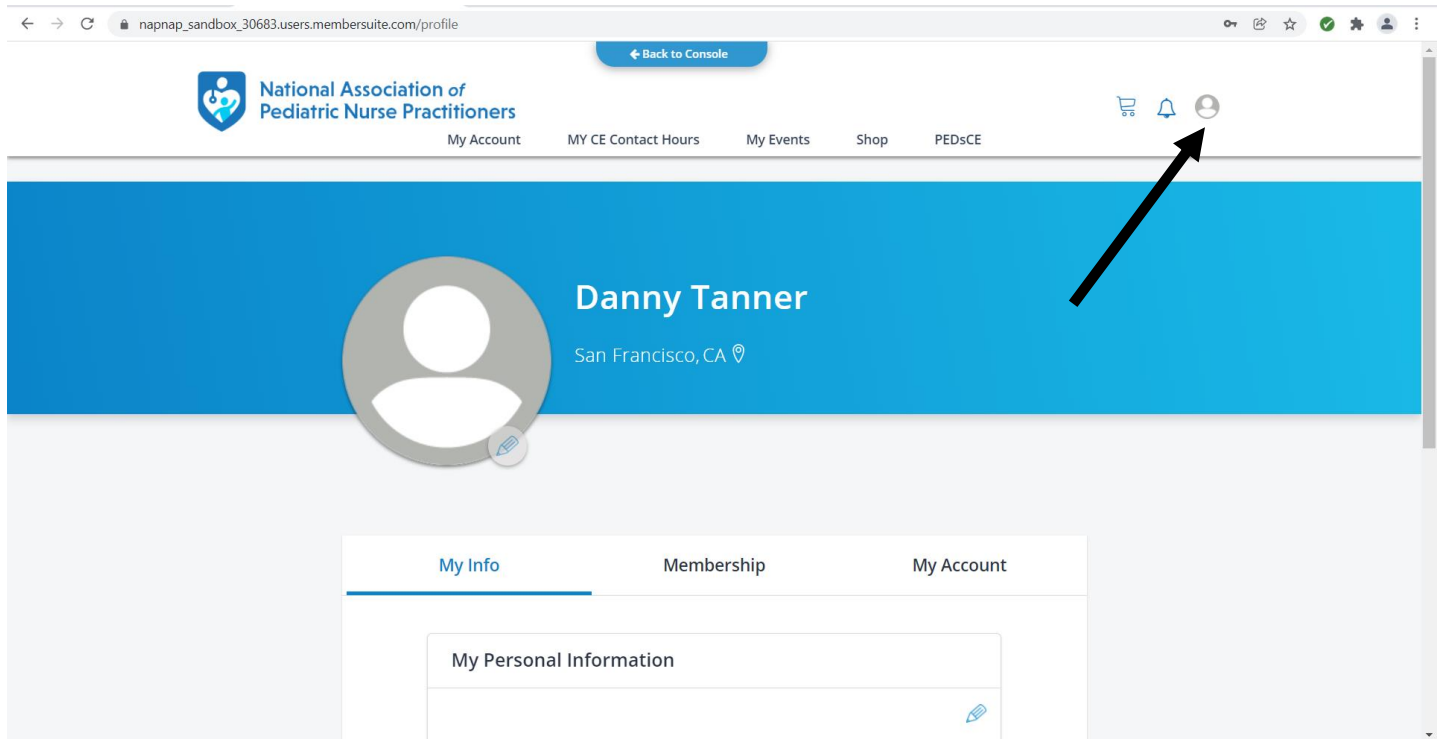 napnap_sandbox_30683.users.membersuite.com/profile
Back to Console
National Association of
Pediatric Nurse Practitioners
My Account MY CE Contact Hours My Events Shop PEDsCE
Danny Tanner
San Francisco, CA
My Info Membership My Account
My Personal Information